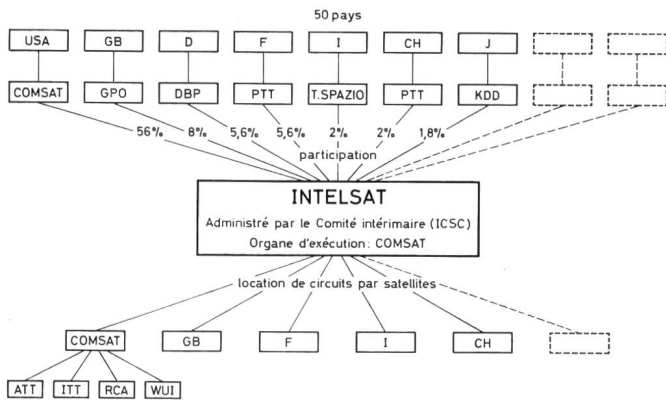 50 pays
USA GB D F I CH J
COMSAT GPO DBP PTT T.SPAZIO PTT KDD
56% 8% 5,6% 5,6% 2% 2% 1,8%
participation
INTELSAT
Administré par le Comité intérimaire (ICSC)
Organe d'exécution: COMSAT
location de circuits par satellites
COMSAT GB F I CH
ATT ITT RCA WUI